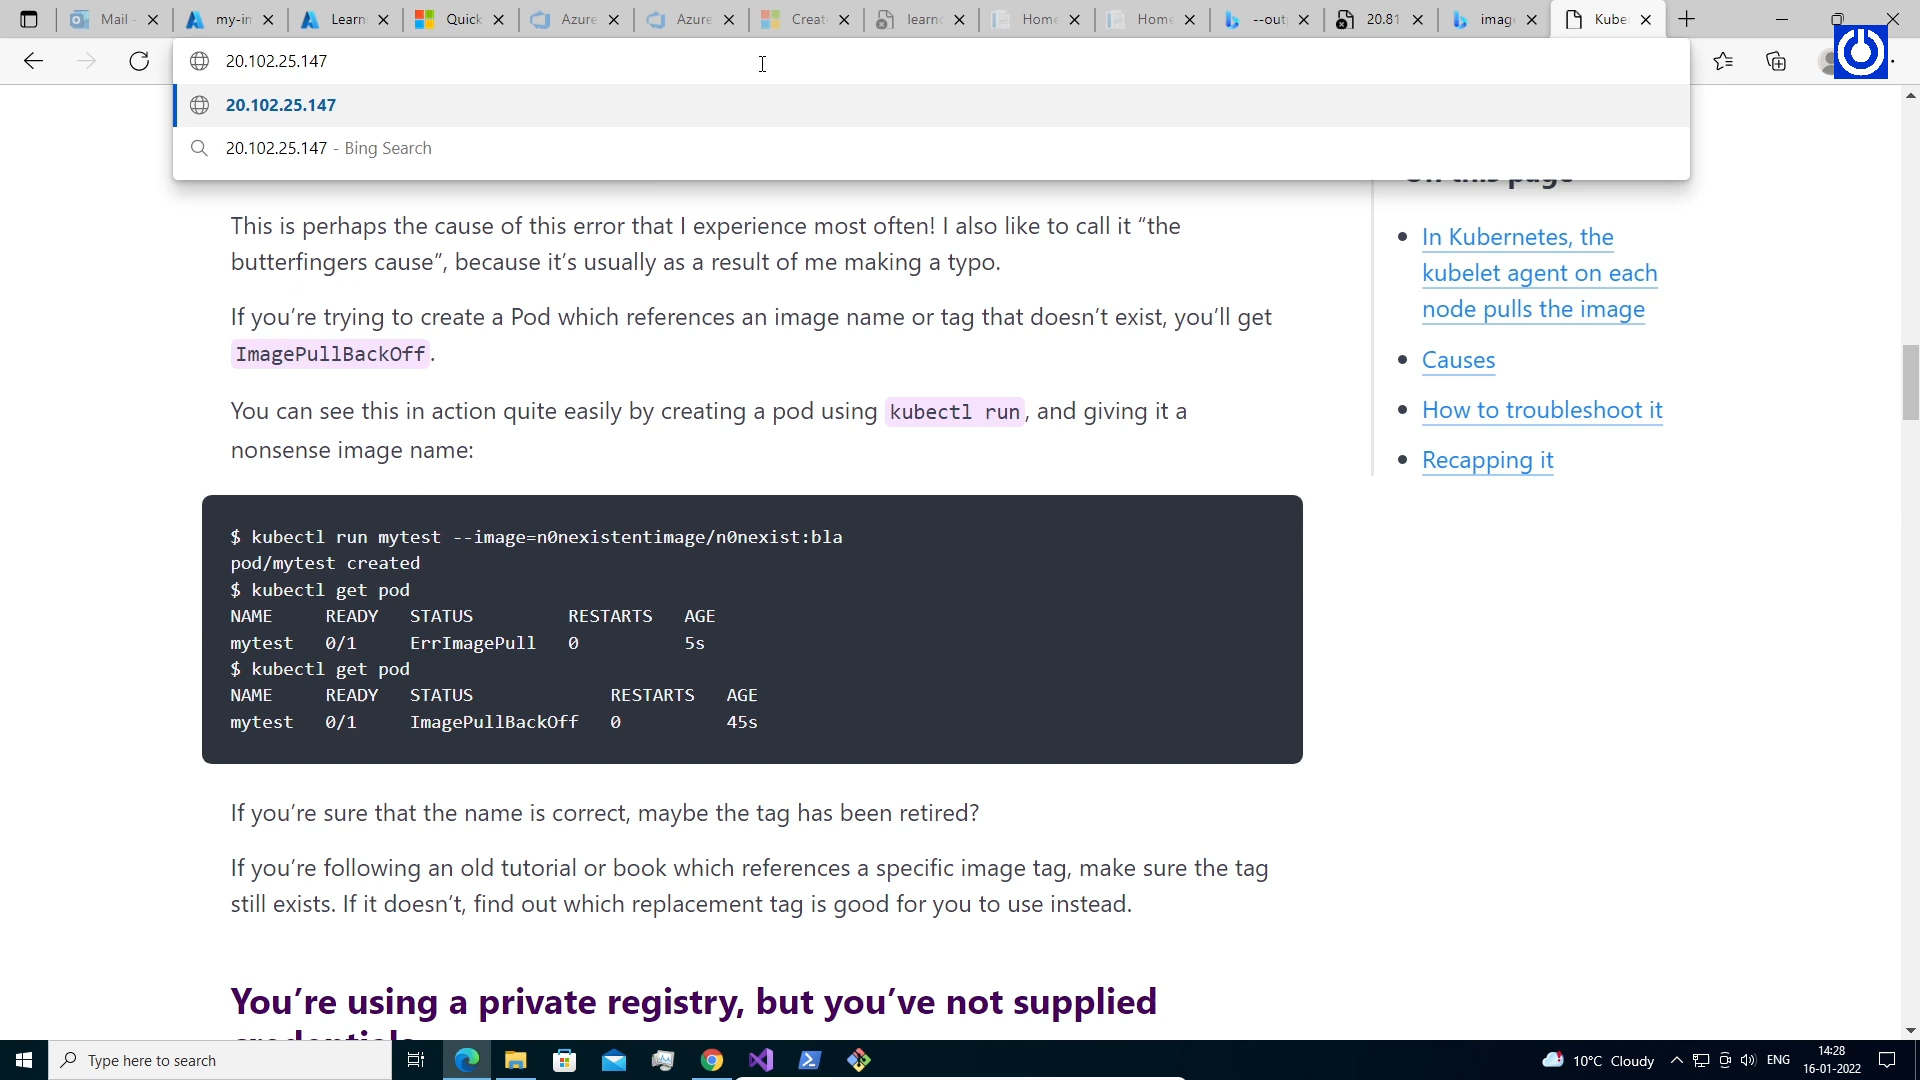 Mail -
my-in
Learn
Quick
Azure
Azure
Creat
learnc
Home
Home
--out
20.81
imag
Kube
20.102.25.147
20.102.25.147
20.102.25.147 - Bing Search
On this page
This is perhaps the cause of this error that I experience most often! I also like to call it “the
butterfingers cause”, because it’s usually as a result of me making a typo.
If you’re trying to create a Pod which references an image name or tag that doesn’t exist, you’ll get
ImagePullBackOff.
You can see this in action quite easily by creating a pod using kubectl run, and giving it a
nonsense image name:
$ kubectl run mytest --image=n0nexistentimage/n0nexist:bla
pod/mytest created
$ kubectl get pod
NAME READY STATUS RESTARTS AGE
mytest 0/1 ErrImagePull 0 5s
$ kubectl get pod
NAME READY STATUS RESTARTS AGE
mytest 0/1 ImagePullBackOff 0 45s
If you’re sure that the name is correct, maybe the tag has been retired?
If you’re following an old tutorial or book which references a specific image tag, make sure the tag
still exists. If it doesn’t, find out which replacement tag is good for you to use instead.
You’re using a private registry, but you’ve not supplied
credentials
In Kubernetes, the
kubelet agent on each
node pulls the image
Causes
How to troubleshoot it
Recapping it
Type here to search
10°C Cloudy
ENG
14:28
16-01-2022